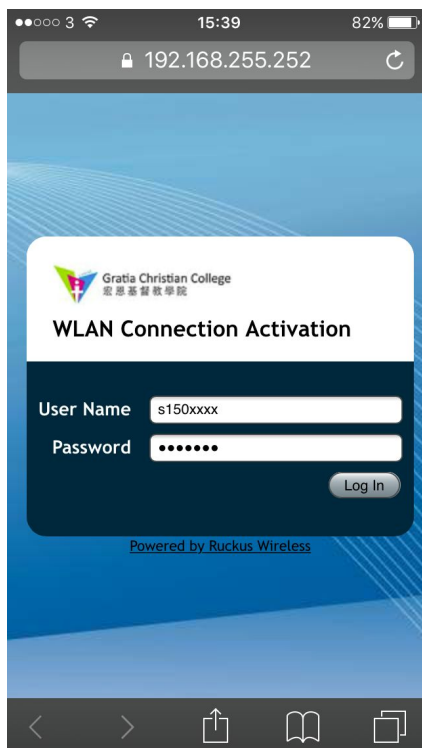 3 15:39 82%
192.168.255.252
Gratia Christian College
宏恩基督教學院
WLAN Connection Activation
User Name s150xxxx
Password •••••••
Log In
Powered by Ruckus Wireless